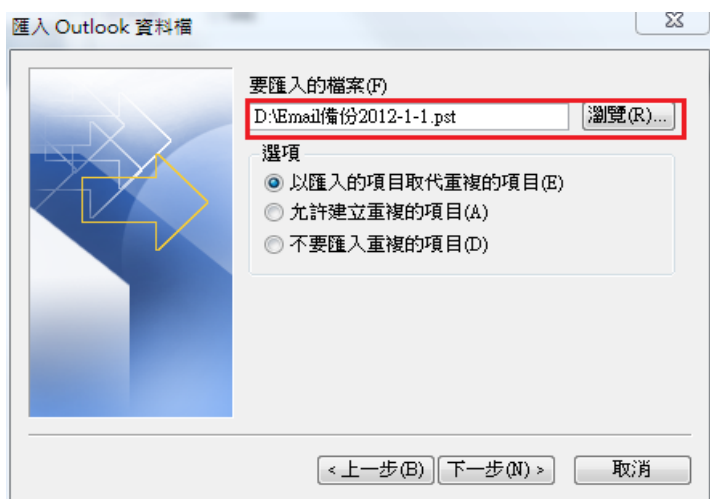 匯入 Outlook 資料檔
要匯入的檔案(F)
D:\Email備份2012-1-1.pst
瀏覽(R)...
選項
以匯入的項目取代重複的項目(E)
允許建立重複的項目(A)
不要匯入重複的項目(D)
<上一步(B) 下一步(N)> 取消